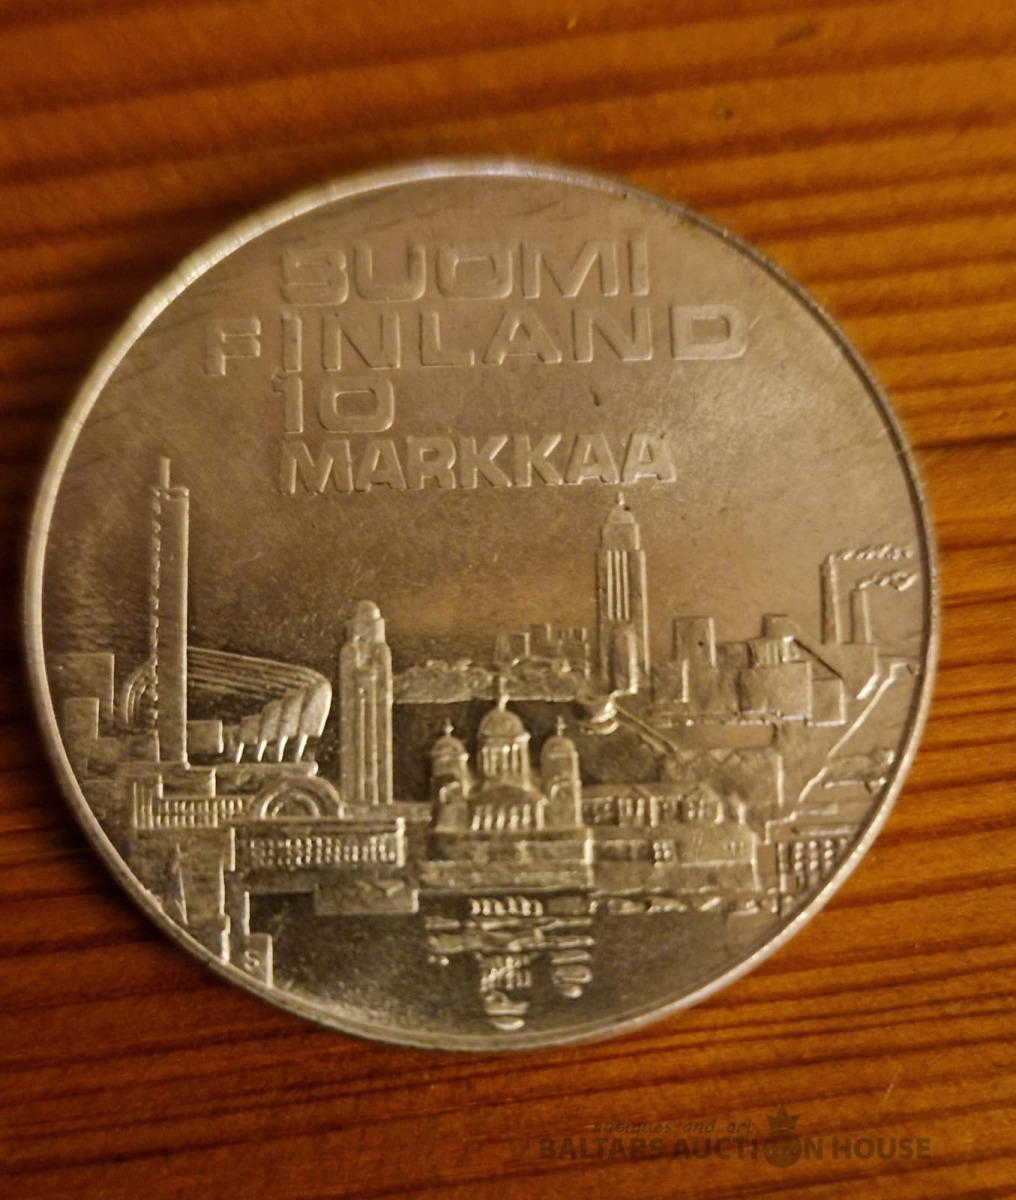 SUOMI
FINLAND
10
MARKKAA
S
antiques and art
BALTARS AUCTION HOUSE